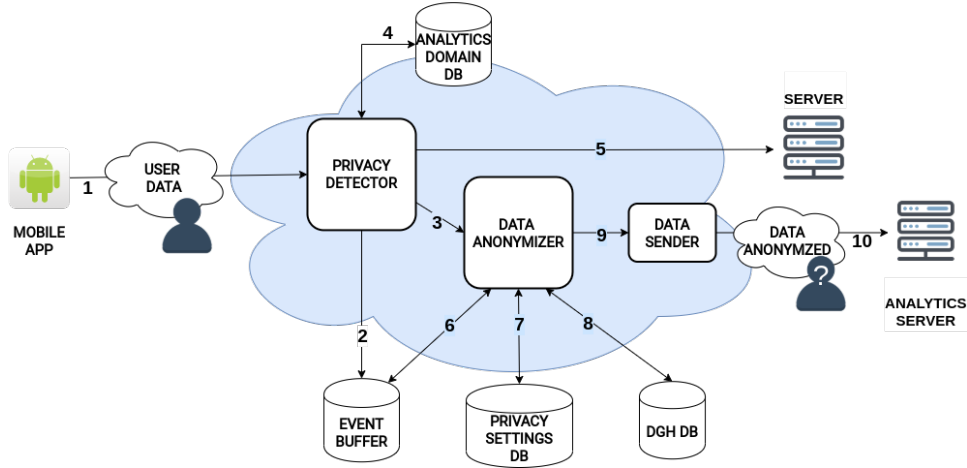 4
ANALYTICS
DOMAIN
DB
SERVER
5
1
USER
DATA
PRIVACY
DETECTOR
3
DATA
ANONYMIZER
9
DATA
SENDER
DATA
ANONYMZED
10
?
MOBILE
APP
ANALYTICS
SERVER
2
6
7
8
EVENT
BUFFER
PRIVACY
SETTINGS
DB
DGH DB